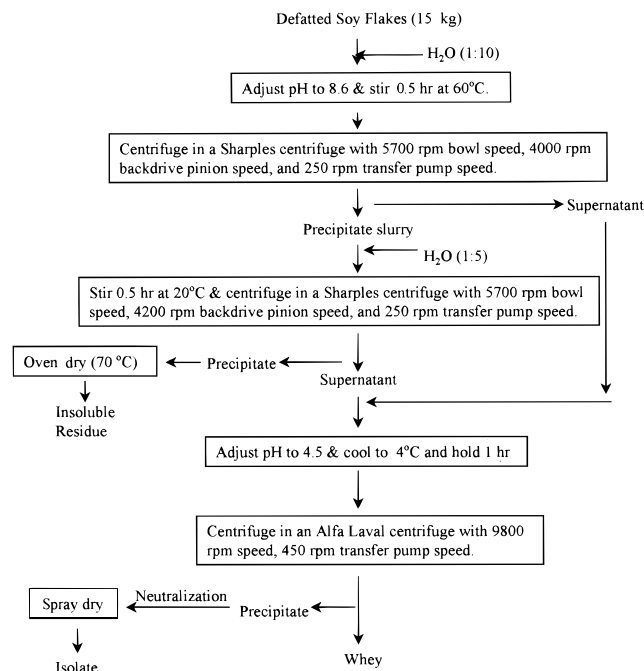 Defatted Soy Flakes (15 kg)
H₂O (1:10)
Adjust pH to 8.6 & stir 0.5 hr at 60°C.
Centrifuge in a Sharples centrifuge with 5700 rpm bowl speed, 4000 rpm
backdrive pinion speed, and 250 rpm transfer pump speed.
Supernatant
Precipitate slurry
H₂O (1:5)
Stir 0.5 hr at 20°C & centrifuge in a Sharples centrifuge with 5700 rpm bowl
speed, 4200 rpm backdrive pinion speed, and 250 rpm transfer pump speed.
Oven dry (70 °C)
Precipitate
Supernatant
Insoluble
Residue
Adjust pH to 4.5 & cool to 4°C and hold 1 hr
Centrifuge in an Alfa Laval centrifuge with 9800
rpm speed, 450 rpm transfer pump speed.
Spray dry
Neutralization
Precipitate
Isolate
Whey